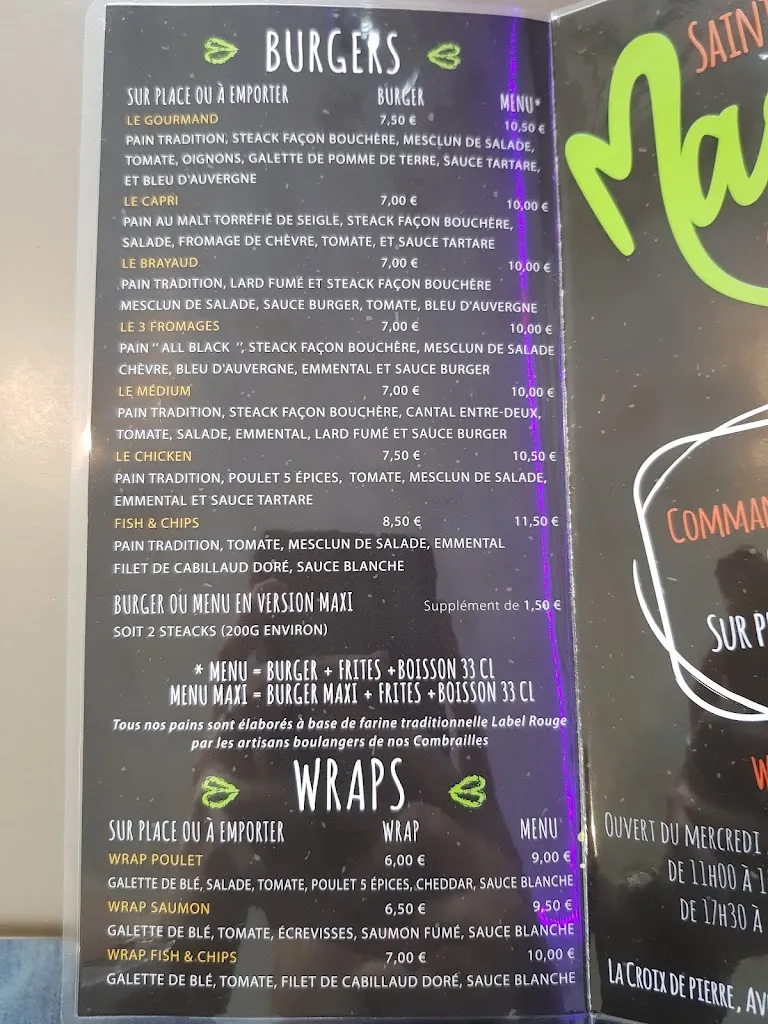 BURGERS
SUR PLACE OU À EMPORTER BURGER MENU*
LE GOURMAND 7,50 € 10,50 €
PAIN TRADITION, STEACK FAÇON BOUCHÈRE, MESCLUN DE SALADE,
TOMATE, OIGNONS, GALETTE DE POMME DE TERRE, SAUCE TARTARE,
ET BLEU D'AUVERGNE
LE CAPRI 7,00 € 10,00 €
PAIN AU MALT TORRÉFIÉ DE SEIGLE, STEACK FAÇON BOUCHÈRE,
SALADE, FROMAGE DE CHÈVRE, TOMATE, ET SAUCE TARTARE
LE BRAYAUD 7,00 € 10,00 €
PAIN TRADITION, LARD FUMÉ ET STEACK FAÇON BOUCHÈRE
MESCLUN DE SALADE, SAUCE BURGER, TOMATE, BLEU D'AUVERGNE
LE 3 FROMAGES 7,00 € 10,00 €
PAIN " ALL BLACK ", STEACK FAÇON BOUCHÈRE, MESCLUN DE SALADE
CHÈVRE, BLEU D'AUVERGNE, EMMENTAL ET SAUCE BURGER
LE MÉDIUM 7,00 € 10,00 €
PAIN TRADITION, STEACK FAÇON BOUCHÈRE, CANTAL ENTRE-DEUX,
TOMATE, SALADE, EMMENTAL, LARD FUMÉ ET SAUCE BURGER
LE CHICKEN 7,50 € 10,50 €
PAIN TRADITION, POULET 5 ÉPICES, TOMATE, MESCLUN DE SALADE,
EMMENTAL ET SAUCE TARTARE
FISH & CHIPS 8,50 € 11,50 €
PAIN TRADITION, TOMATE, MESCLUN DE SALADE, EMMENTAL
FILET DE CABILLAUD DORÉ, SAUCE BLANCHE
BURGER OU MENU EN VERSION MAXI Supplément de 1,50 €
SOIT 2 STEACKS (200G ENVIRON)
* MENU = BURGER + FRITES +BOISSON 33 CL
MENU MAXI = BURGER MAXI + FRITES +BOISSON 33 CL
Tous nos pains sont élaborés à base de farine traditionnelle Label Rouge
par les artisans boulangers de nos Combrailles
WRAPS
SUR PLACE OU À EMPORTER WRAP MENU
WRAP POULET 6,00 € 9,00 €
GALETTE DE BLÉ, SALADE, TOMATE, POULET 5 ÉPICES, CHEDDAR, SAUCE BLANCHE
WRAP SAUMON 6,50 € 9,50 €
GALETTE DE BLÉ, TOMATE, ÉCREVISSES, SAUMON FUMÉ, SAUCE BLANCHE
WRAP FISH & CHIPS 7,00 € 10,00 €
GALETTE DE BLÉ, TOMATE, FILET DE CABILLAUD DORÉ, SAUCE BLANCHE
SAIN
Ma
COMMAN
SUR P
OUVERT DU MERCREDI
DE 11H00 À 1
DE 17H30 À
LA CROIX DE PIERRE, AV